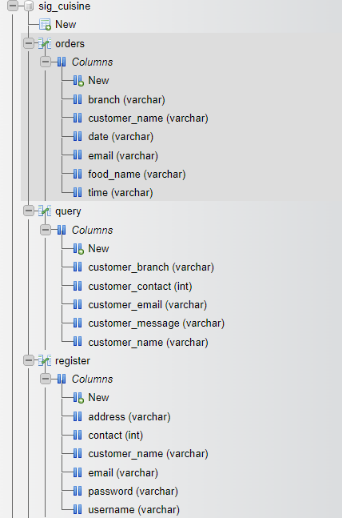 sig_cuisine
New
orders
Columns
New
branch (varchar)
customer_name (varchar)
date (varchar)
email (varchar)
food_name (varchar)
time (varchar)
query
Columns
New
customer_branch (varchar)
customer_contact (int)
customer_email (varchar)
customer_message (varchar)
customer_name (varchar)
register
Columns
New
address (varchar)
contact (int)
customer_name (varchar)
email (varchar)
password (varchar)
username (varchar)